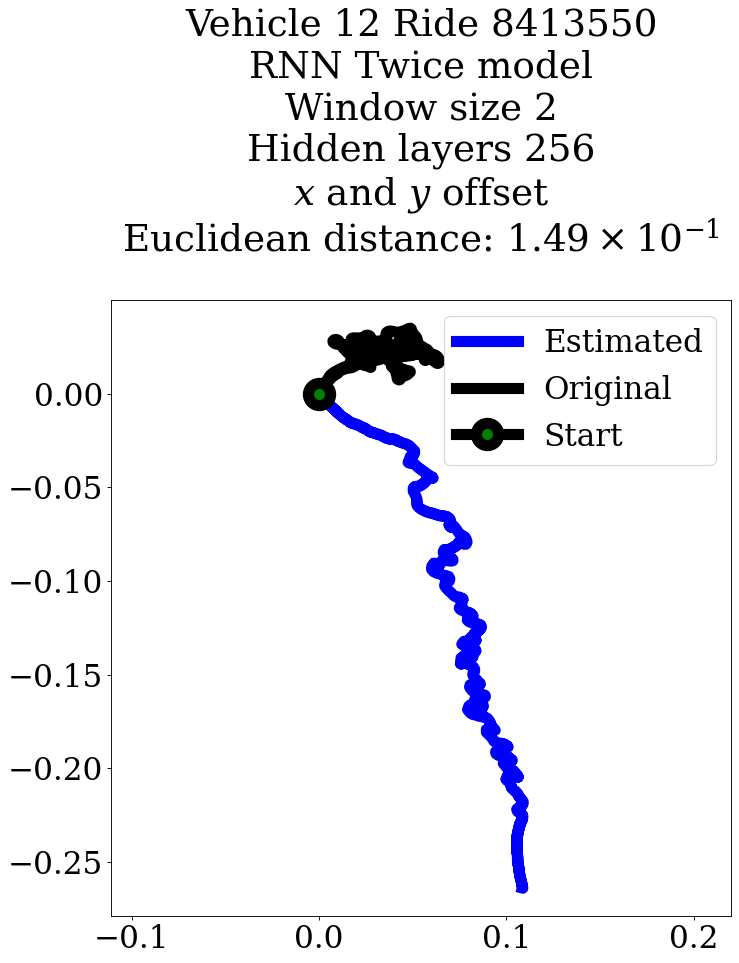 Vehicle 12 Ride 8413550
RNN Twice model
Window size 2
Hidden layers 256
x and y offset
Euclidean distance: 1.49 × 10⁻¹
Estimated
Original
Start
0.00
−0.05
−0.10
−0.15
−0.20
−0.25
−0.1 0.0 0.1 0.2